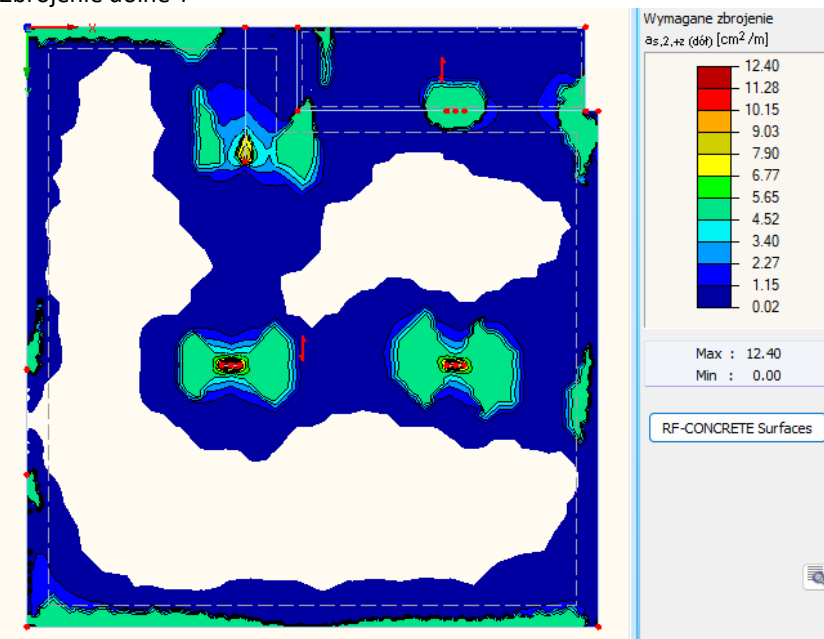 Zbrojenie dolne Y
Wymagane zbrojenie
as,2,+z (dół) [cm2/m]
X
12.40
11.28
10.15
9.03
7.90
6.77
5.65
4.52
3.40
2.27
1.15
0.02
Max : 12.40
Min : 0.00
RF-CONCRETE Surfaces